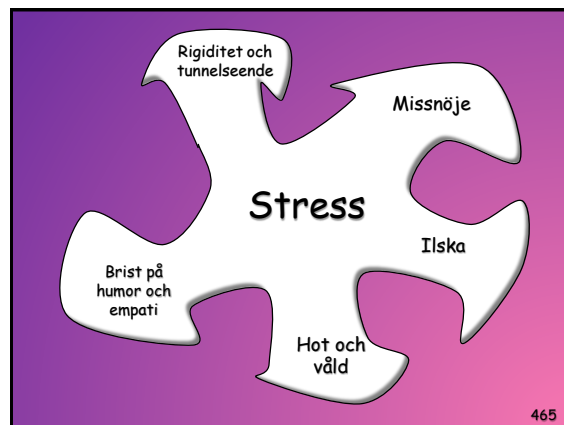 Rigiditet och
tunnelseende
Missnöje
Stress
Ilska
Brist på
humor och
empati
Hot och
våld
465